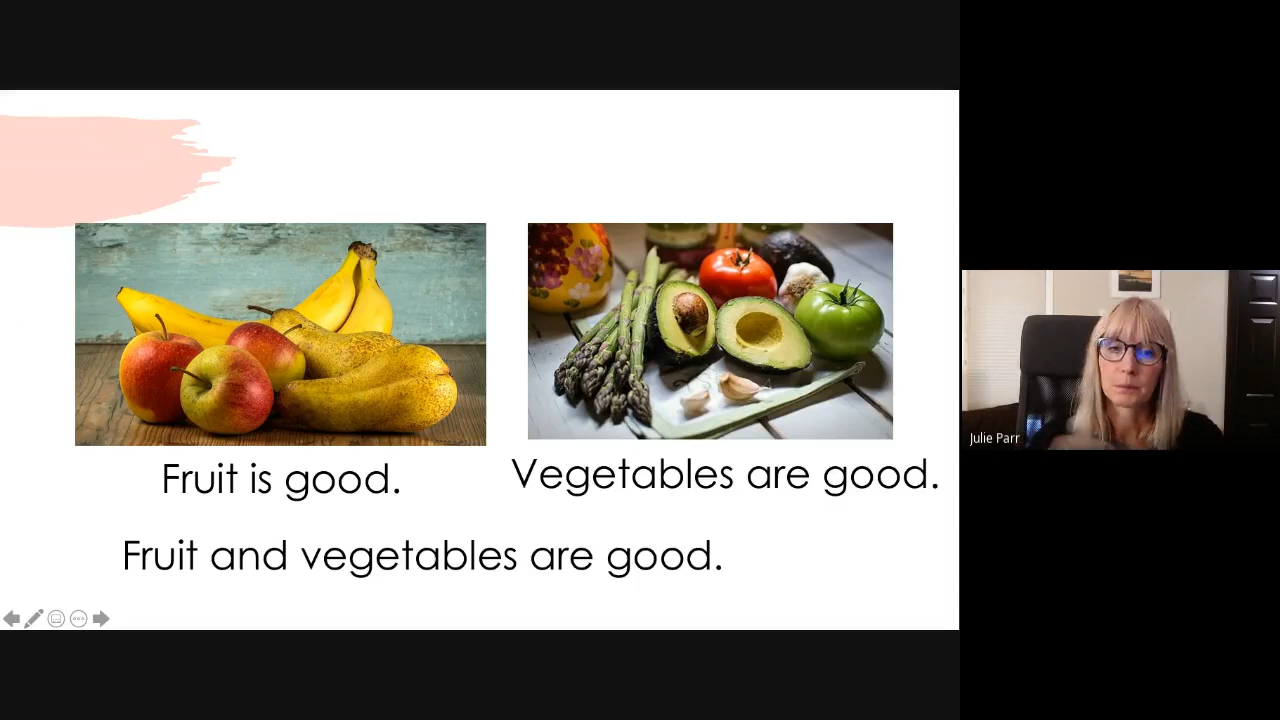 Fruit is good.
Vegetables are good.
Fruit and vegetables are good.
Julie Parr